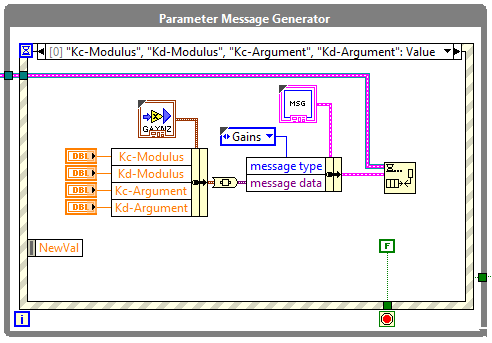 Parameter Message Generator
[0] "Kc-Modulus", "Kd-Modulus", "Kc-Argument", "Kd-Argument": Value
GAYNZ
MSG
Gains
DBL Kc-Modulus
DBL Kd-Modulus
DBL Kc-Argument
DBL Kd-Argument
message type
message data
NewVal
F
i